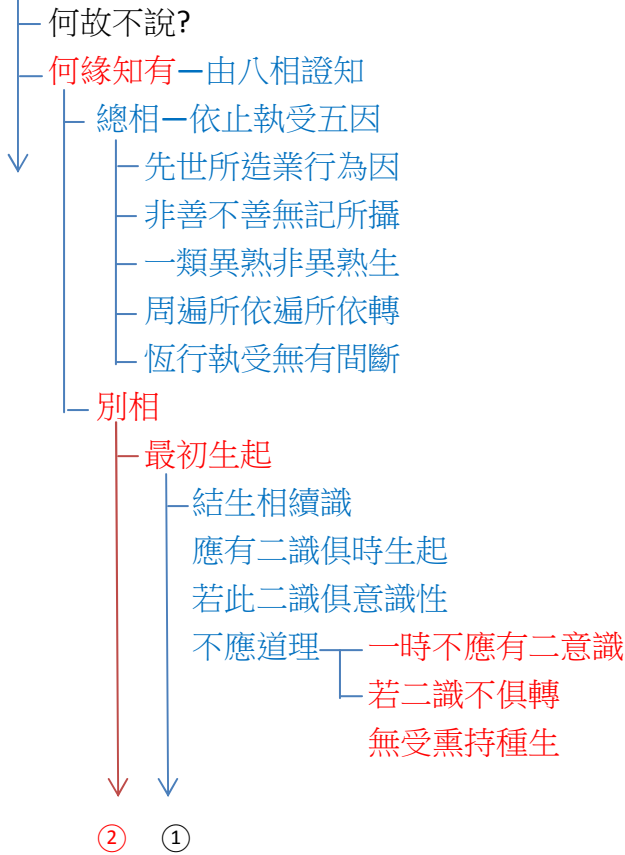 何故不說?
何緣知有—由八相證知
總相—依止執受五因
先世所造業行為因
非善不善無記所攝
一類異熟非異熟生
周遍所依遍所依轉
恆行執受無有間斷
別相
最初生起
結生相續識
應有二識俱時生起
若此二識俱意識性
不應道理 一時不應有二意識
若二識不俱轉
無受熏持種生
② ①